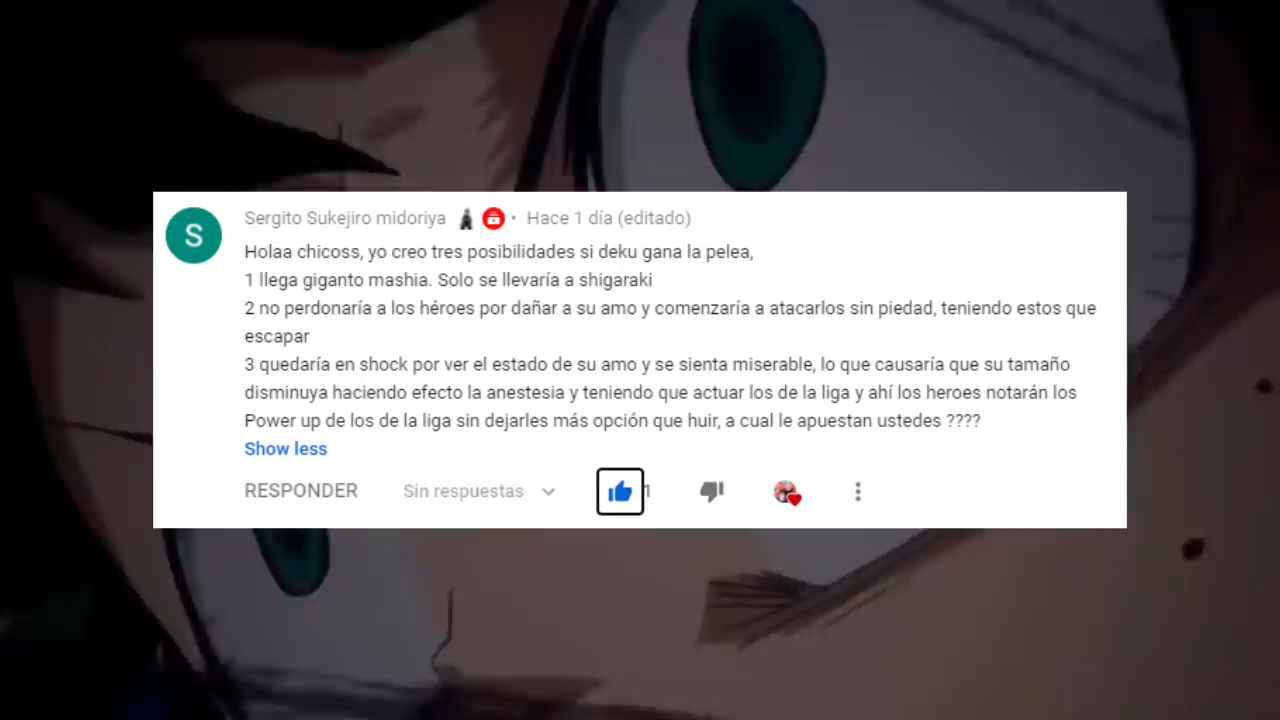 S
Sergito Sukejiro midoriya · Hace 1 día (editado)
Holaa chicoss, yo creo tres posibilidades si deku gana la pelea,
1 llega giganto mashia. Solo se llevaría a shigaraki
2 no perdonaría a los héroes por dañar a su amo y comenzaría a atacarlos sin piedad, teniendo estos que
escapar
3 quedaría en shock por ver el estado de su amo y se sienta miserable, lo que causaría que su tamaño
disminuya haciendo efecto la anestesia y teniendo que actuar los de la liga y ahí los heroes notarán los
Power up de los de la liga sin dejarles más opción que huir, a cual le apuestan ustedes ????
Show less
RESPONDER Sin respuestas 1